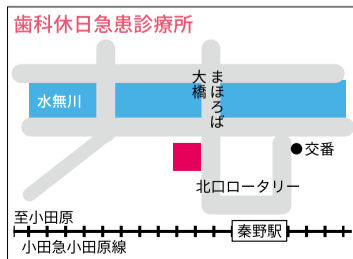 歯科休日急患診療所
まほろば
大橋
水無川
交番
北口ロータリー
至小田原
秦野駅
小田急小田原線